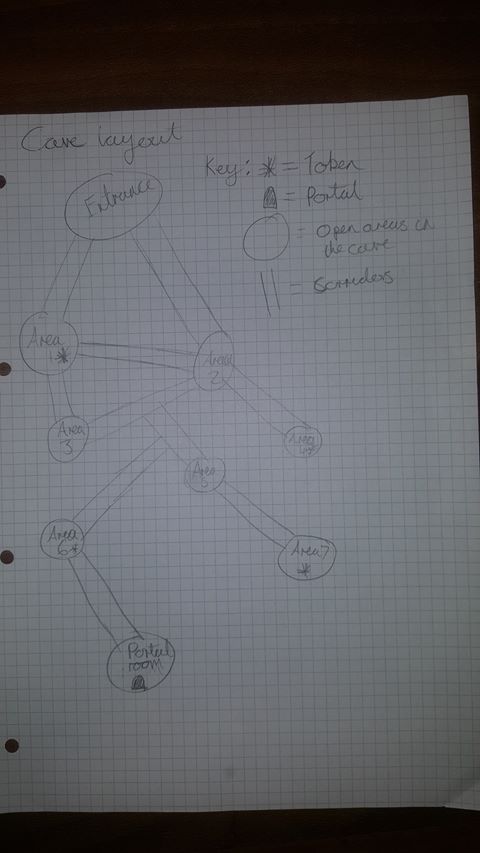 Cave layout
Key: * = Token
= Portal
= Open areas in
the cave
= Corridors
Entrance
Area
1 *
Area
2
Area
3
Area
4*
Area
5
Area
6*
Area 7
*
Portal
room